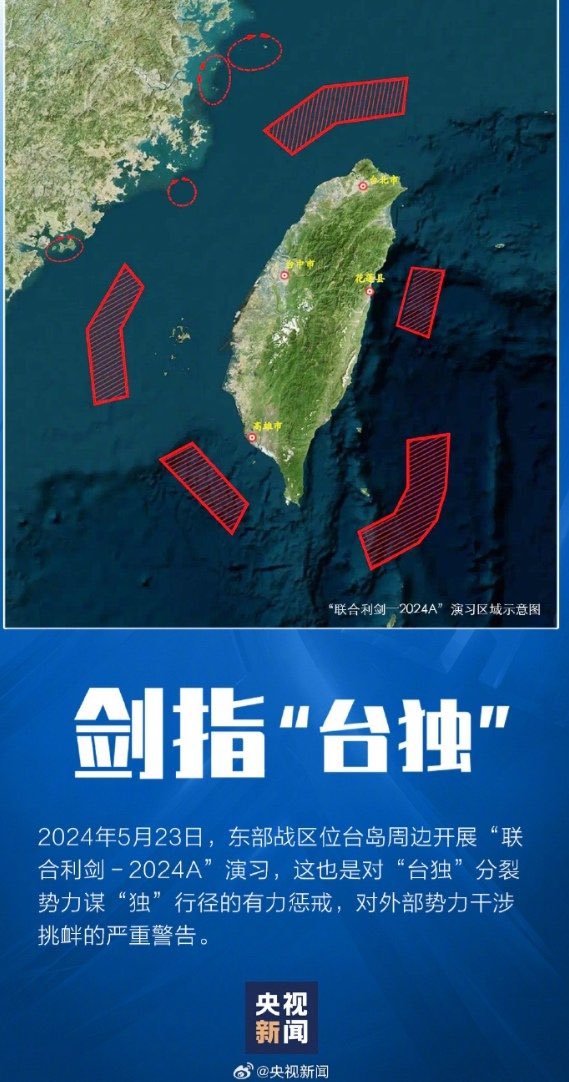 台北市
台中市
花莲县
高雄市
“联合利剑—2024A”演习区域示意图
剑指“台独”
2024年5月23日，东部战区位台岛周边开展“联
合利剑－2024A”演习，这也是对“台独”分裂
势力谋“独”行径的有力惩戒，对外部势力干涉
挑衅的严重警告。
央视
新闻
@央视新闻